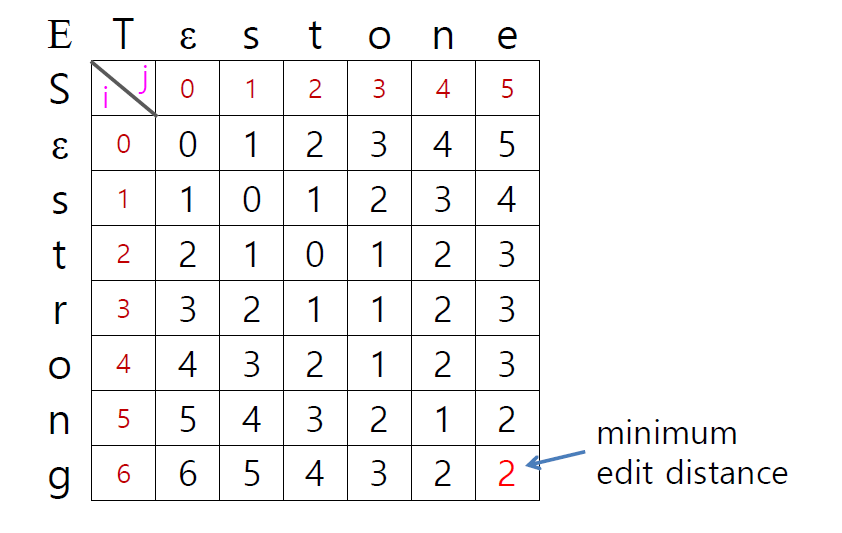 E T ε s t o n e
S i j 0 1 2 3 4 5
ε 0 0 1 2 3 4 5
s 1 1 0 1 2 3 4
t 2 2 1 0 1 2 3
r 3 3 2 1 1 2 3
o 4 4 3 2 1 2 3
n 5 5 4 3 2 1 2
g 6 6 5 4 3 2 2
minimum
edit distance